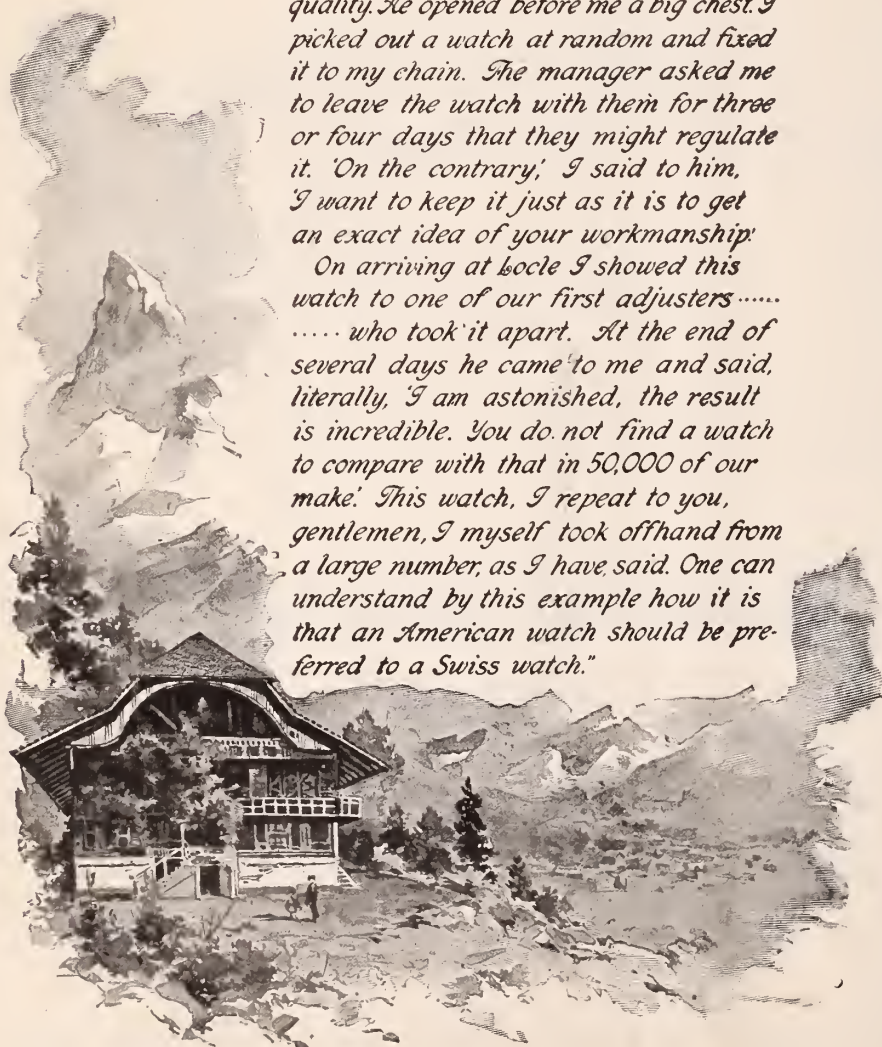 quality. He opened before me a big chest. I
picked out a watch at random and fixed
it to my chain. The manager asked me
to leave the watch with them for three
or four days that they might regulate
it. 'On the contrary,' I said to him,
'I want to keep it just as it is to get
an exact idea of your workmanship.'
On arriving at Locle I showed this
watch to one of our first adjusters ......
..... who took it apart. At the end of
several days he came to me and said,
literally, 'I am astonished, the result
is incredible. You do not find a watch
to compare with that in 50,000 of our
make.' This watch, I repeat to you,
gentlemen, I myself took offhand from
a large number, as I have said. One can
understand by this example how it is
that an American watch should be pre-
ferred to a Swiss watch."